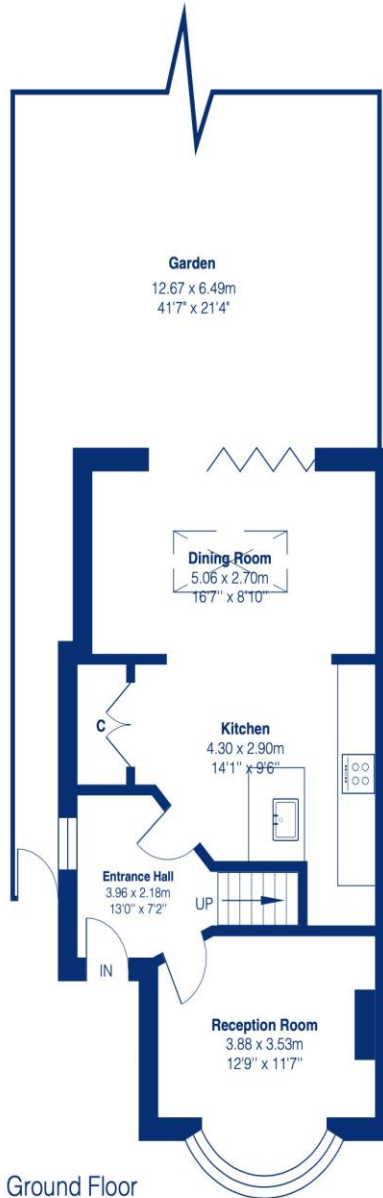 Garden
12.67 x 6.49m
41'7" x 21'4"
Dining Room
5.06 x 2.70m
16'7" x 8'10"
C
Kitchen
4.30 x 2.90m
14'1" x 9'6"
Entrance Hall
3.96 x 2.18m
13'0" x 7'2"
UP
IN
Reception Room
3.88 x 3.53m
12'9" x 11'7"
Ground Floor